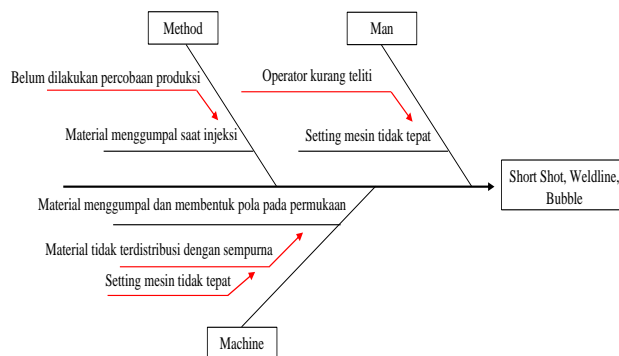 Method
Man
Belum dilakukan percobaan produksi
Operator kurang teliti
Material menggumpal saat injeksi
Setting mesin tidak tepat
Short Shot, Weldline,
Bubble
Material menggumpal dan membentuk pola pada permukaan
Material tidak terdistribusi dengan sempurna
Setting mesin tidak tepat
Machine